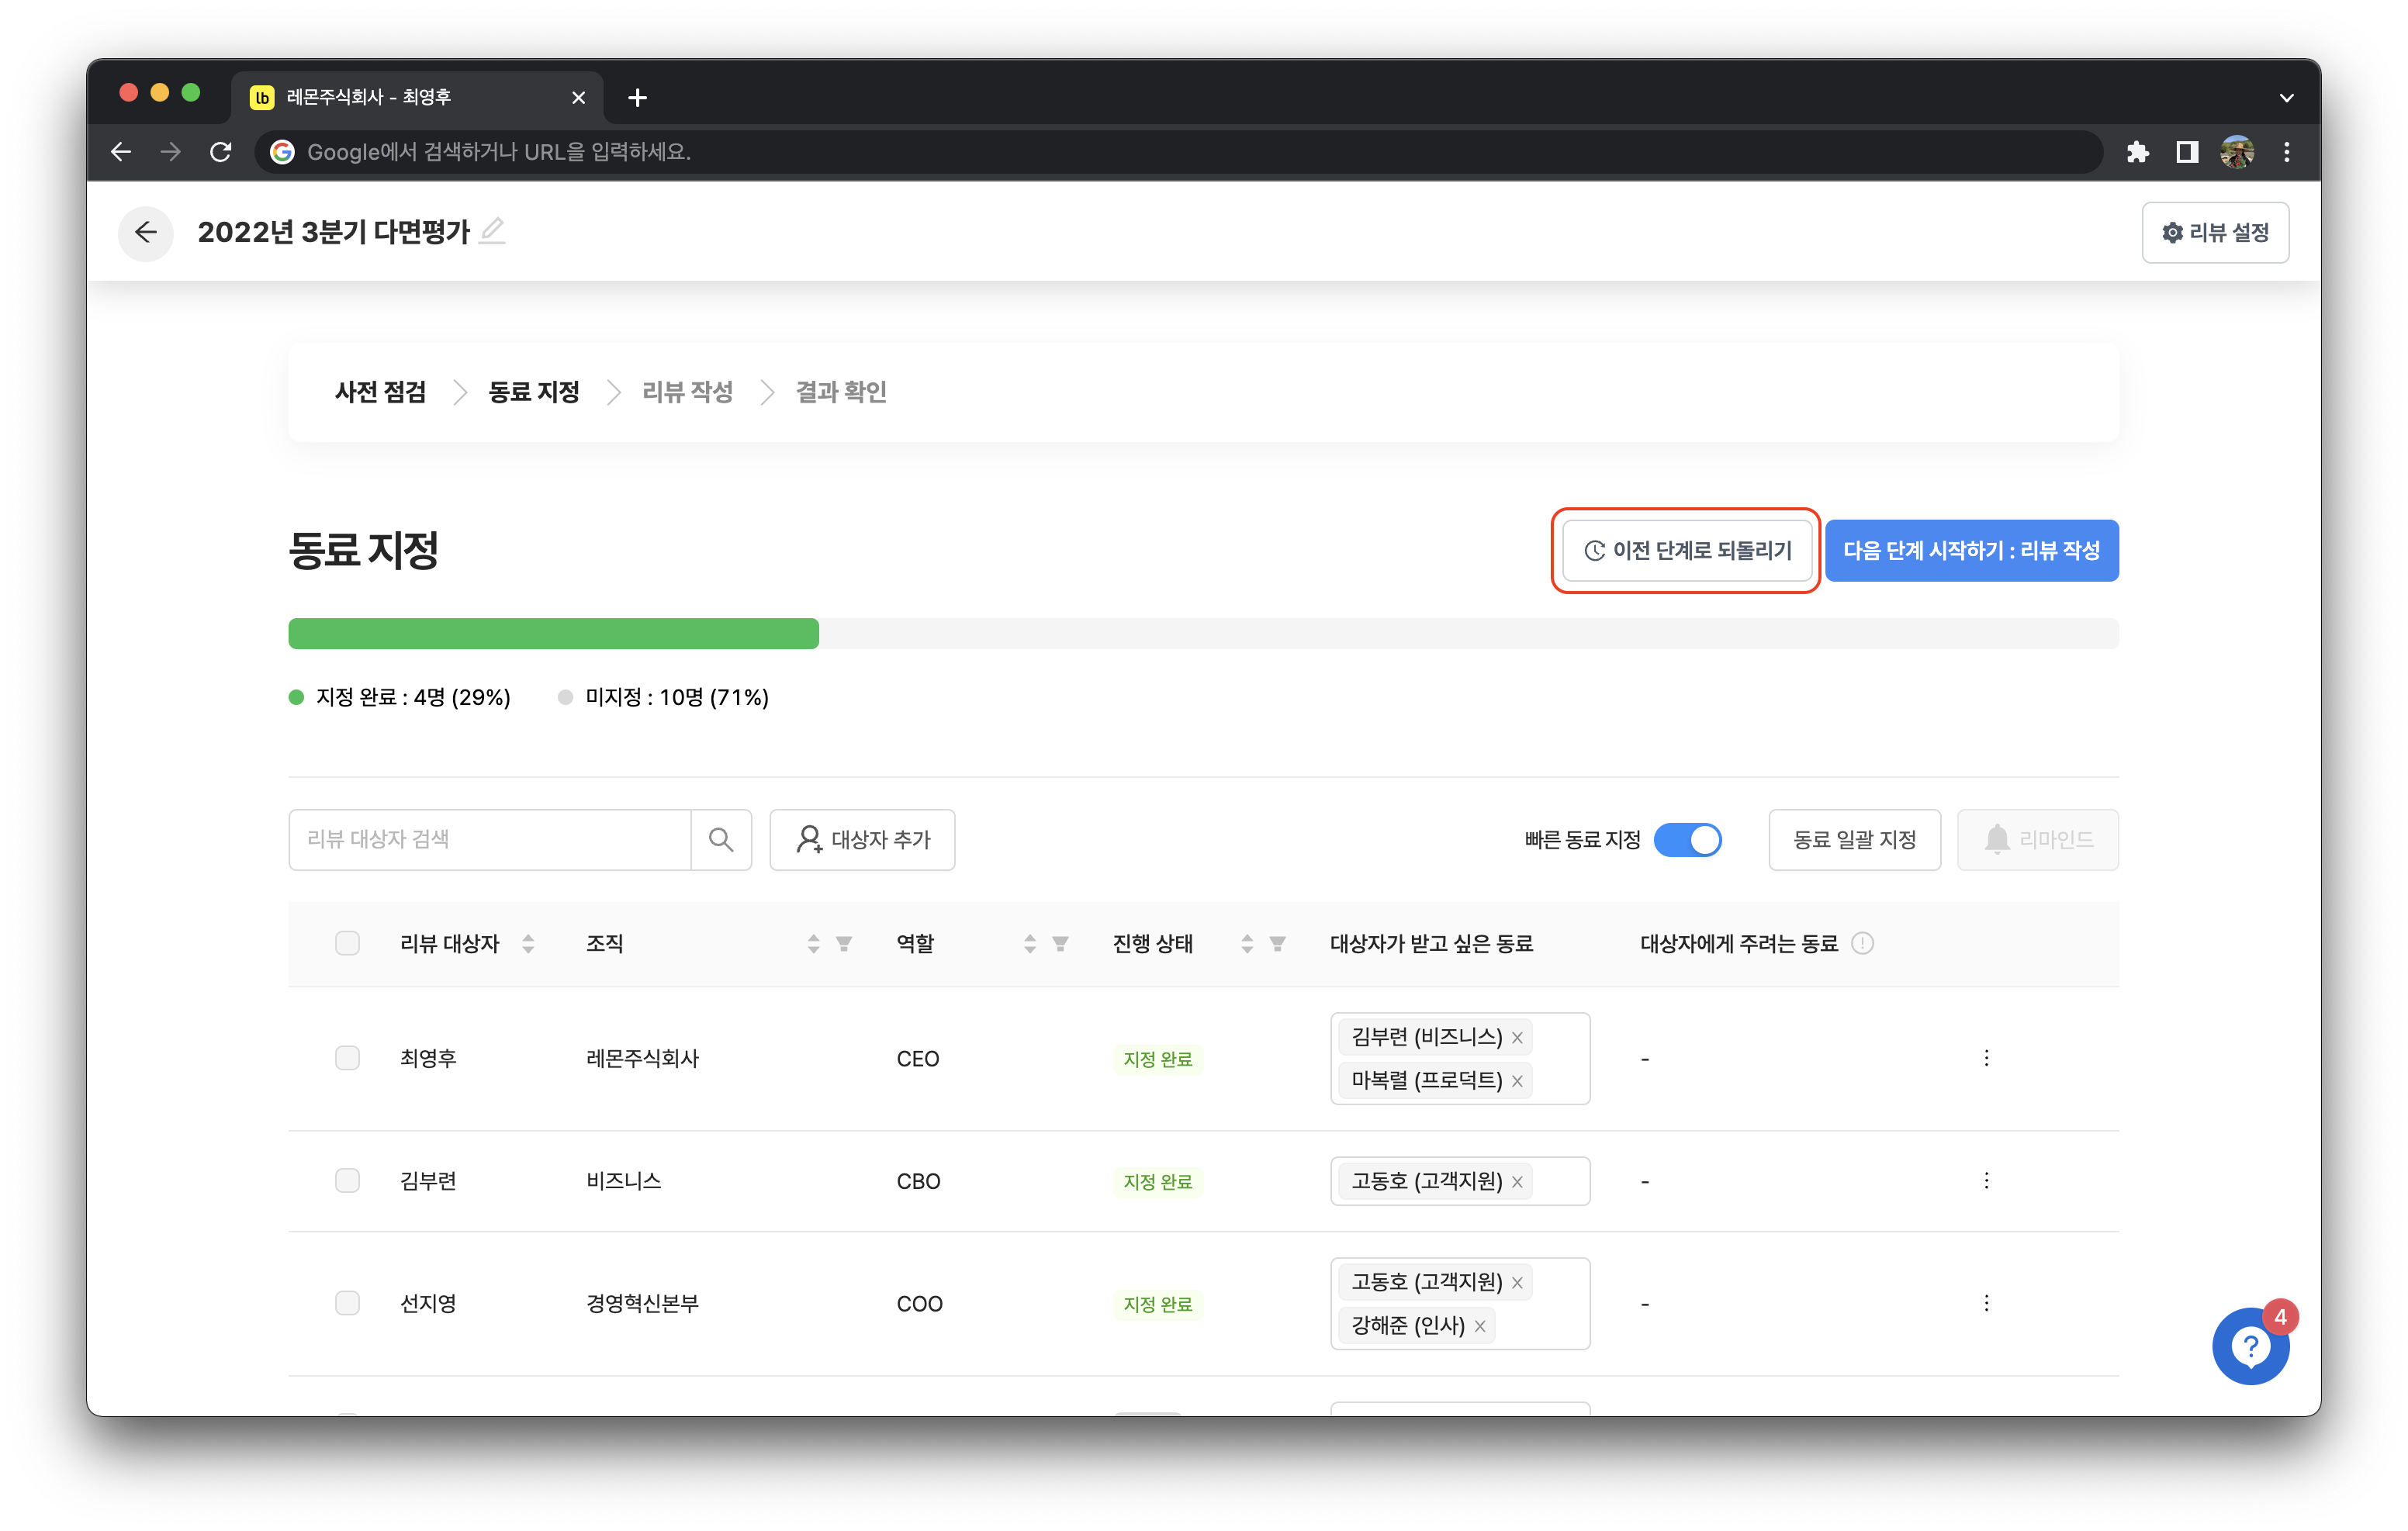 lb 레몬주식회사 - 최영후
Google에서 검색하거나 URL을 입력하세요.
2022년 3분기 다면평가
리뷰 설정
사전 점검 동료 지정 리뷰 작성 결과 확인
동료 지정
이전 단계로 되돌리기
다음 단계 시작하기 : 리뷰 작성
지정 완료 : 4명 (29%) 미지정 : 10명 (71%)
리뷰 대상자 검색
대상자 추가
빠른 동료 지정
동료 일괄 지정
리마인드
리뷰 대상자 조직 역할 진행 상태 대상자가 받고 싶은 동료 대상자에게 주려는 동료
최영후 레몬주식회사 CEO 지정 완료 김부련 (비즈니스) -
마복렬 (프로덕트)
김부련 비즈니스 CBO 지정 완료 고동호 (고객지원) -
선지영 경영혁신본부 COO 지정 완료 고동호 (고객지원) -
강해준 (인사)
4
?